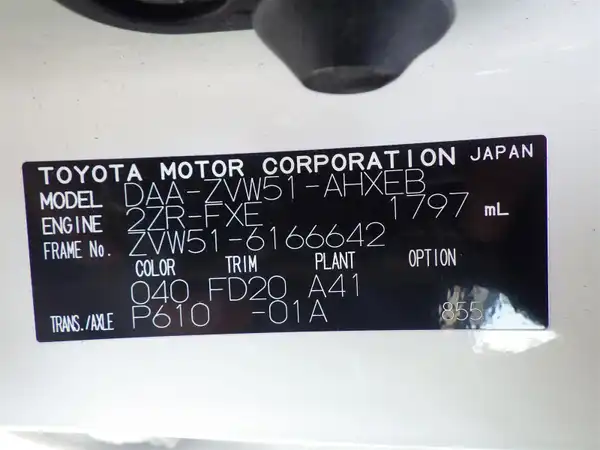 TOYOTA MOTOR CORPORATION JAPAN
MODEL DAA-ZVW51-AHXEB
ENGINE 2ZR-FXE 1797 mL
FRAME No. ZVW51-6166642
COLOR TRIM PLANT OPTION
040 FD20 A41
TRANS./AXLE P610 -01A 855